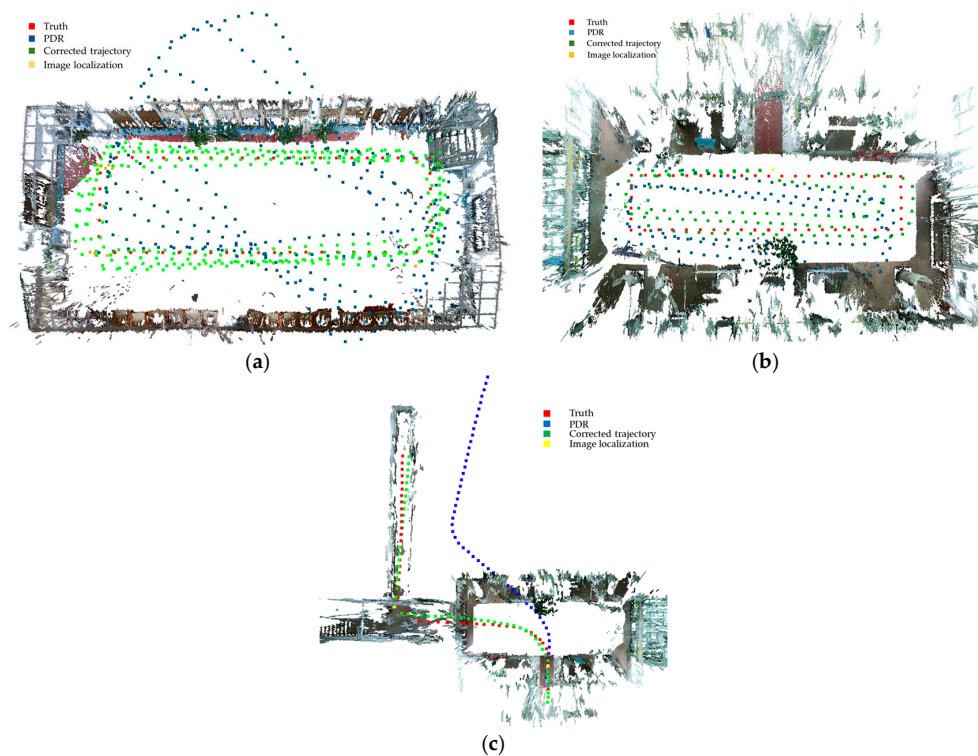 Truth
PDR
Corrected trajectory
Image localization
(a)
Truth
PDR
Corrected trajectory
Image localization
(b)
Truth
PDR
Corrected trajectory
Image localization
(c)